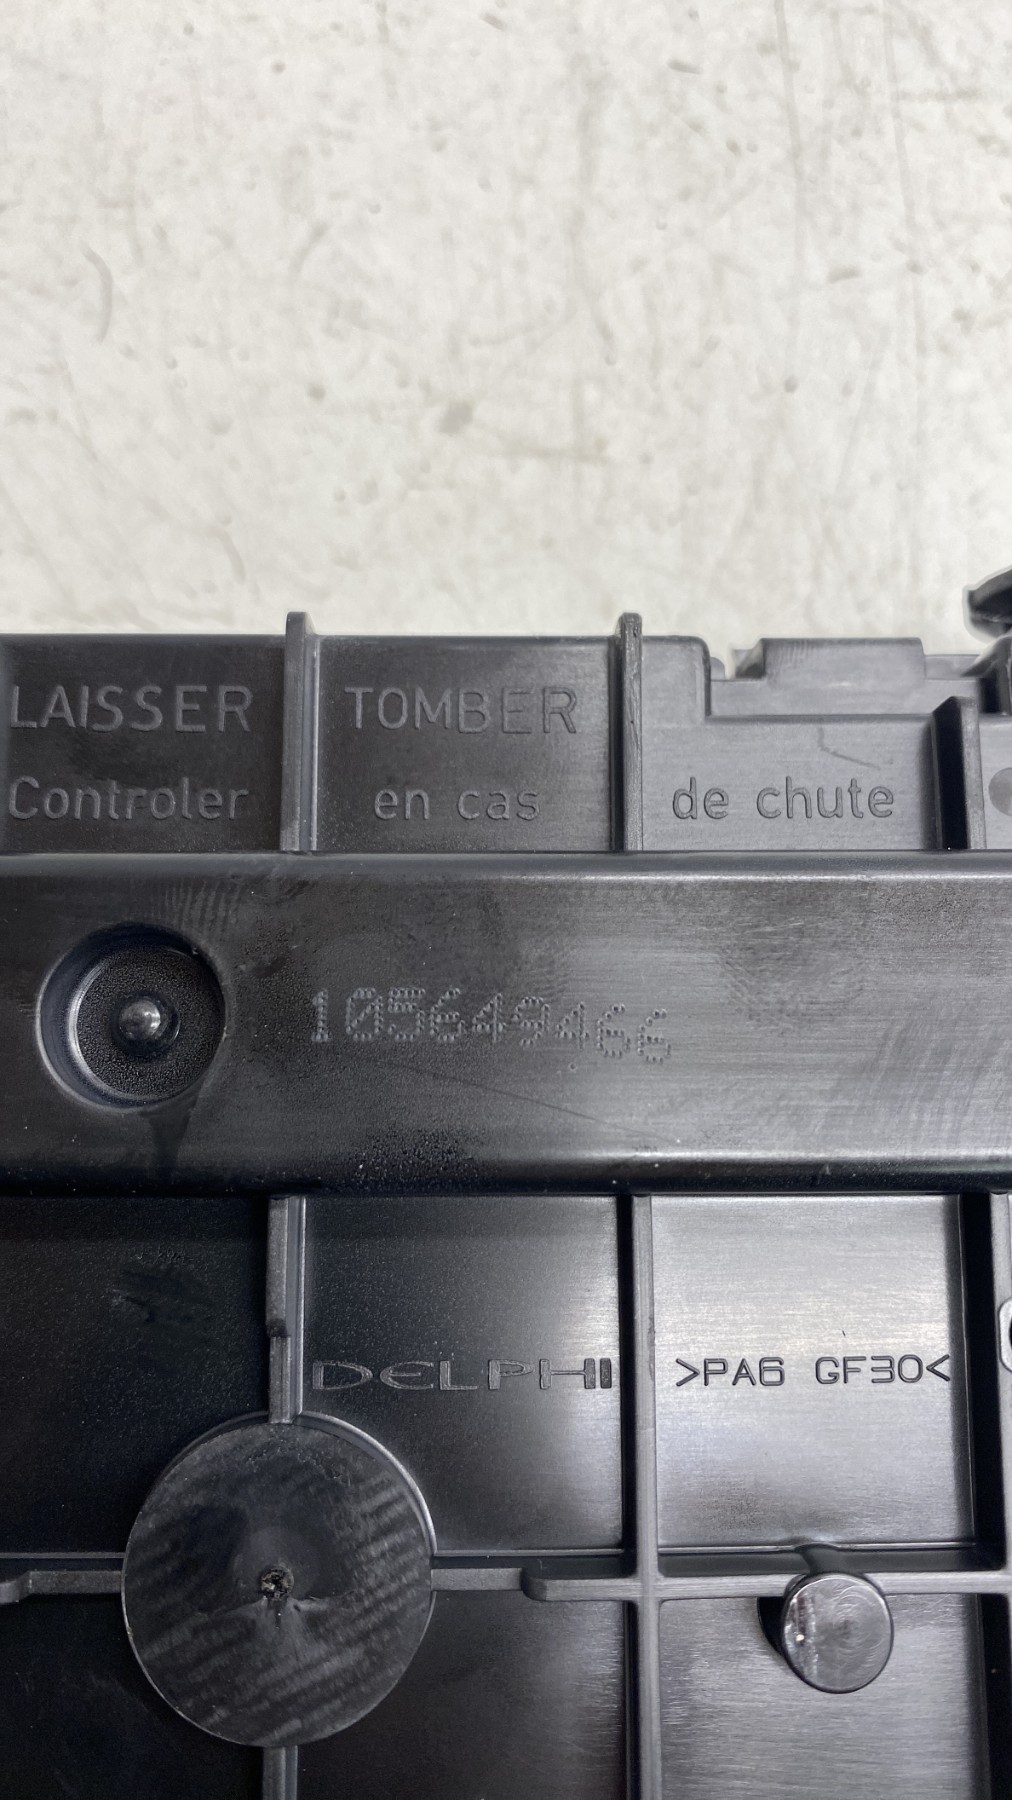 LAISSER TOMBER
Controler en cas de chute
105649466
DELPHI >PA6 GF30<